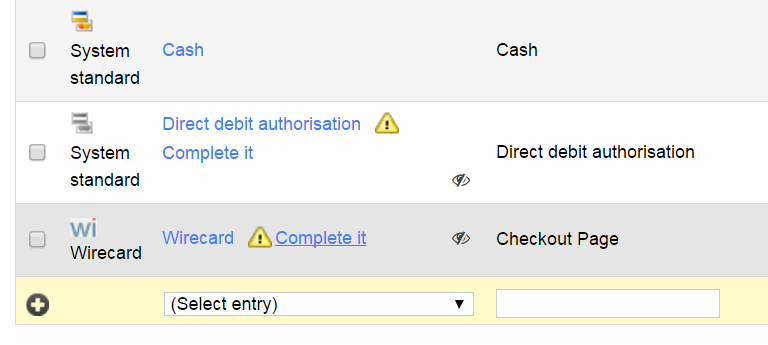 System
standard
Cash
Cash
Direct debit authorisation
Complete it
System
standard
Direct debit authorisation
wi
Wirecard
Wirecard
Complete it
Checkout Page
(Select entry)